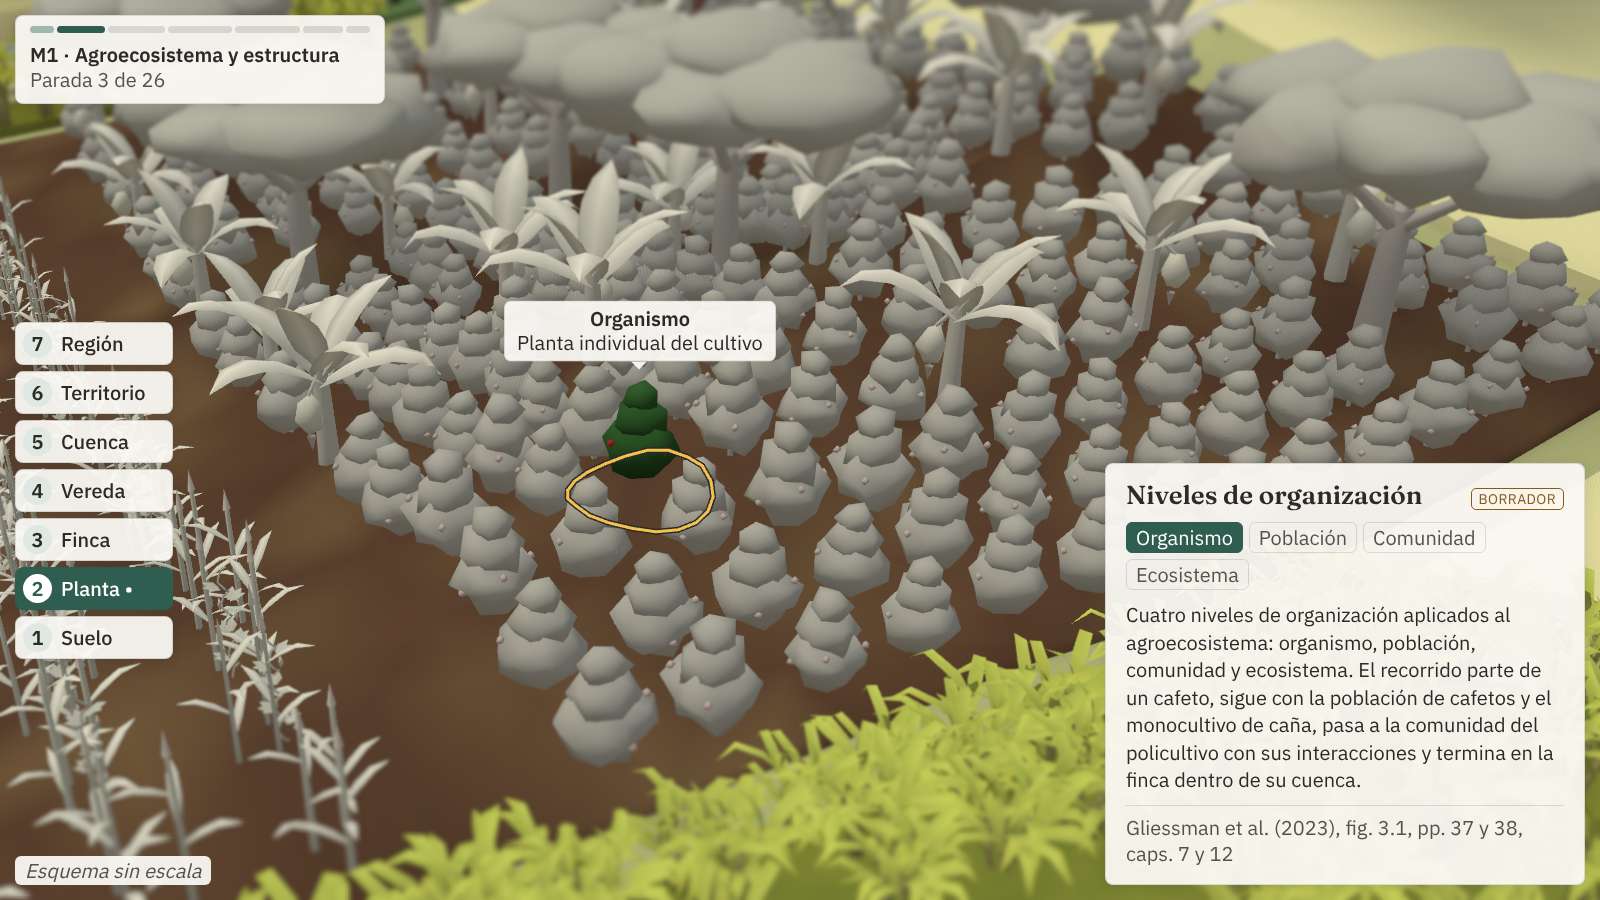 M1 · Agroecosistema y estructura
Parada 3 de 26
Organismo
Planta individual del cultivo
7 Región
6 Territorio
5 Cuenca
4 Vereda
3 Finca
2 Planta •
1 Suelo
Esquema sin escala
Niveles de organización
BORRADOR
Organismo Población Comunidad
Ecosistema
Cuatro niveles de organización aplicados al
agroecosistema: organismo, población,
comunidad y ecosistema. El recorrido parte de
un cafeto, sigue con la población de cafetos y el
monocultivo de caña, pasa a la comunidad del
policultivo con sus interacciones y termina en la
finca dentro de su cuenca.
Gliessman et al. (2023), fig. 3.1, pp. 37 y 38,
caps. 7 y 12